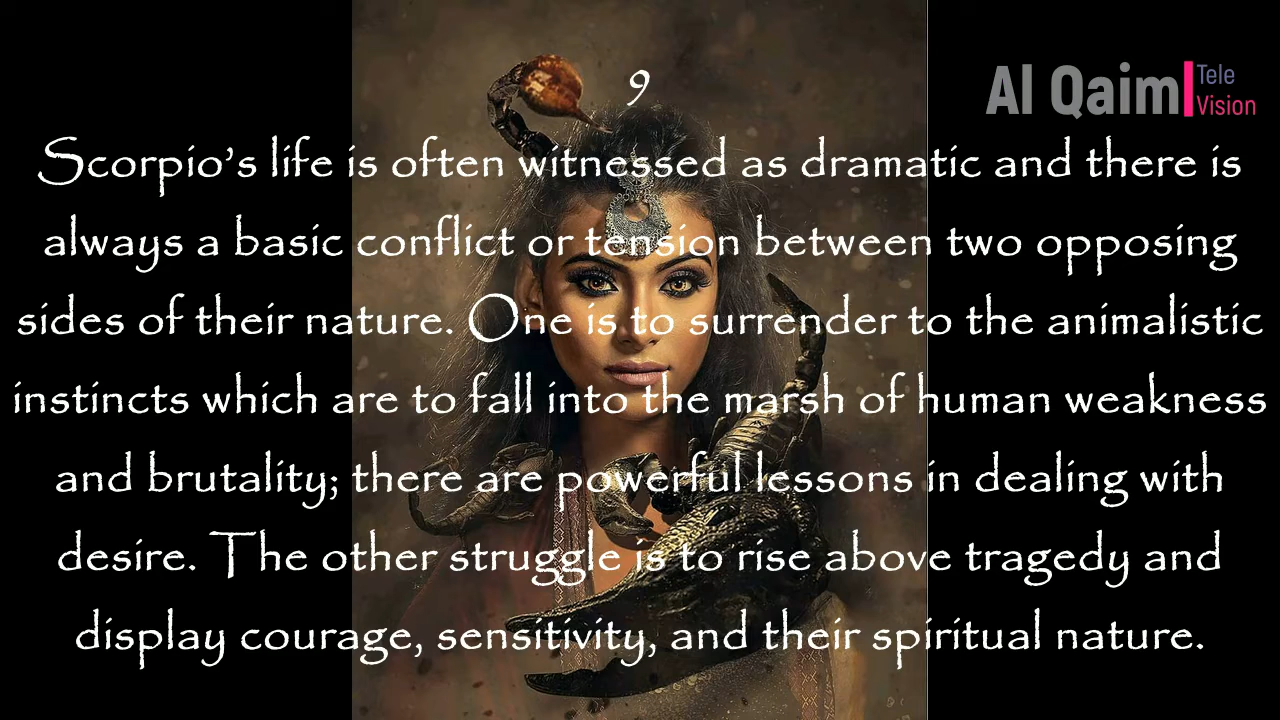 9
Al Qaim Tele Vision
Scorpio's life is often witnessed as dramatic and there is
always a basic conflict or tension between two opposing
sides of their nature. One is to surrender to the animalistic
instincts which are to fall into the marsh of human weakness
and brutality; there are powerful lessons in dealing with
desire. The other struggle is to rise above tragedy and
display courage, sensitivity, and their spiritual nature.